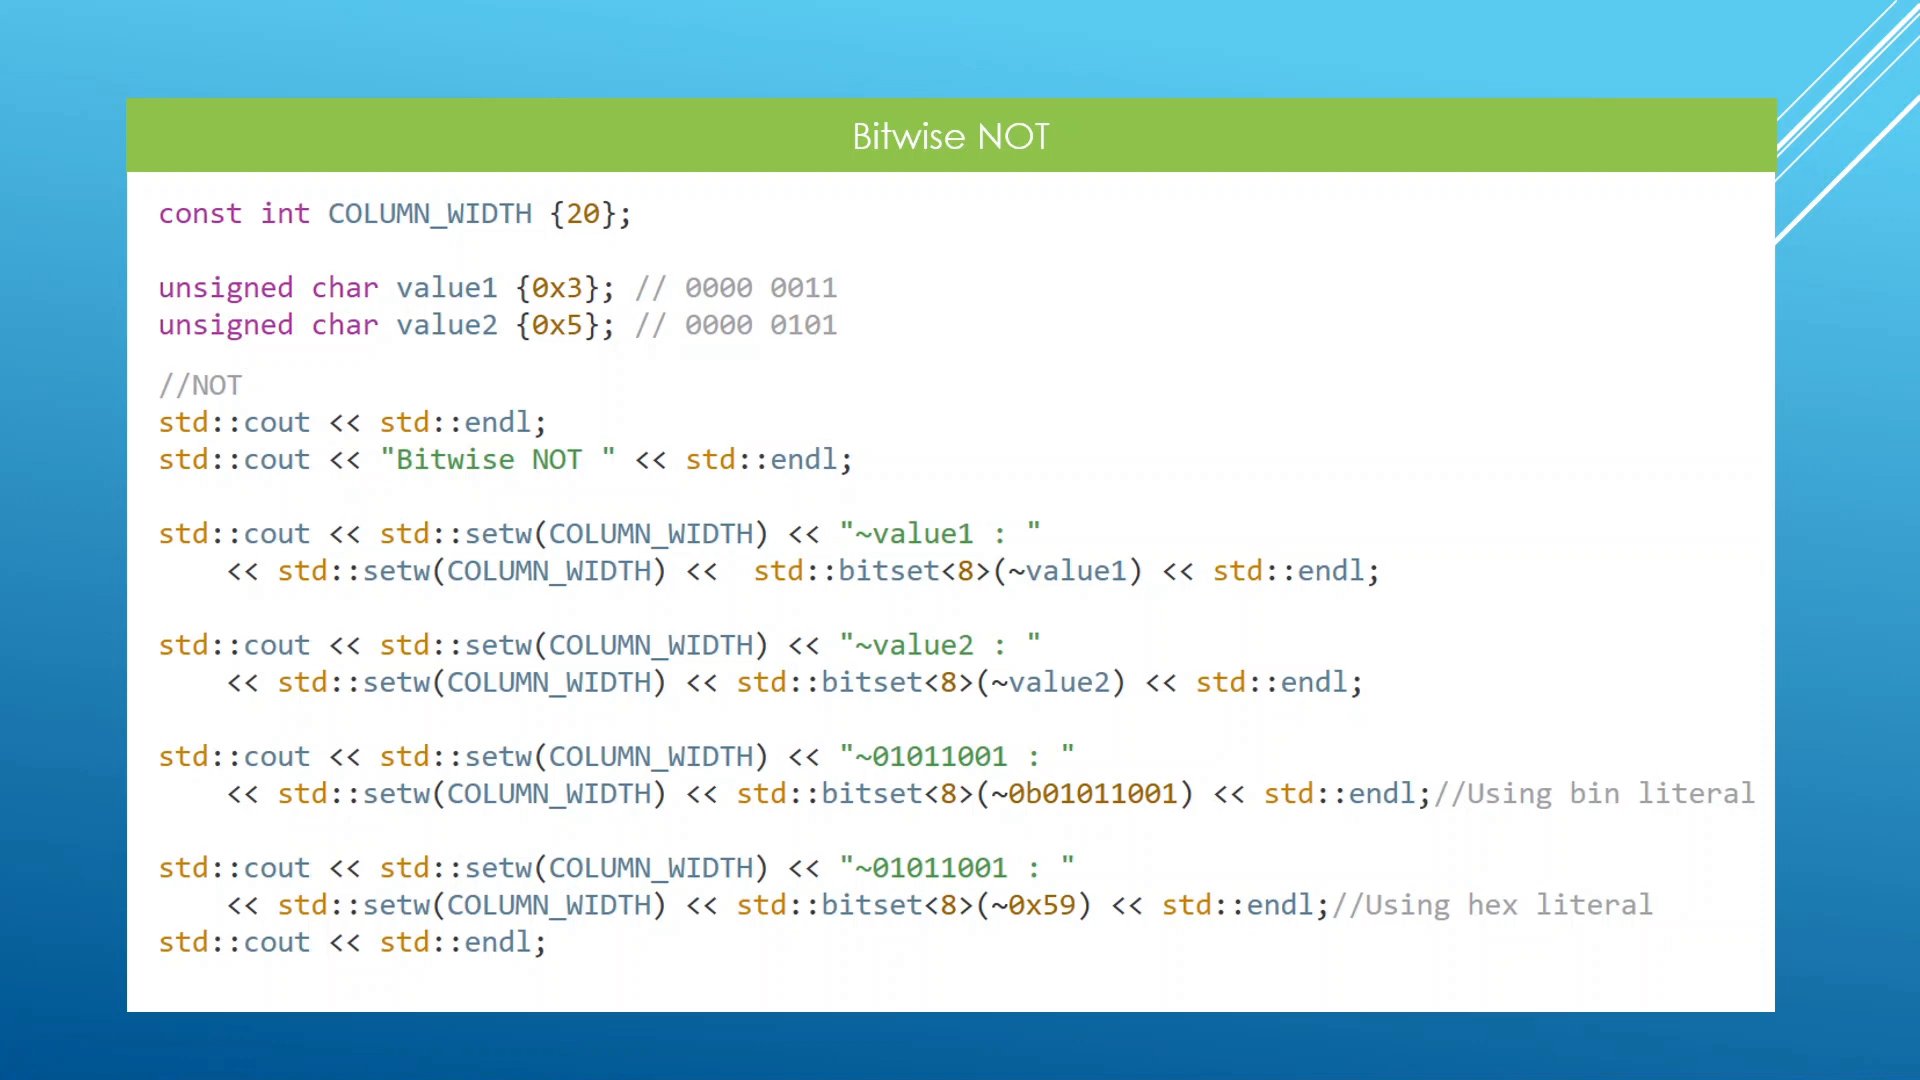 Bitwise NOT
const int COLUMN_WIDTH {20};
unsigned char value1 {0x3}; // 0000 0011
unsigned char value2 {0x5}; // 0000 0101
//NOT
std::cout << std::endl;
std::cout << "Bitwise NOT " << std::endl;
std::cout << std::setw(COLUMN_WIDTH) << "~value1 : "
    << std::setw(COLUMN_WIDTH) <<  std::bitset<8>(~value1) << std::endl;
std::cout << std::setw(COLUMN_WIDTH) << "~value2 : "
    << std::setw(COLUMN_WIDTH) << std::bitset<8>(~value2) << std::endl;
std::cout << std::setw(COLUMN_WIDTH) << "~01011001 : "
    << std::setw(COLUMN_WIDTH) << std::bitset<8>(~0b01011001) << std::endl;//Using bin literal
std::cout << std::setw(COLUMN_WIDTH) << "~01011001 : "
    << std::setw(COLUMN_WIDTH) << std::bitset<8>(~0x59) << std::endl;//Using hex literal
std::cout << std::endl;